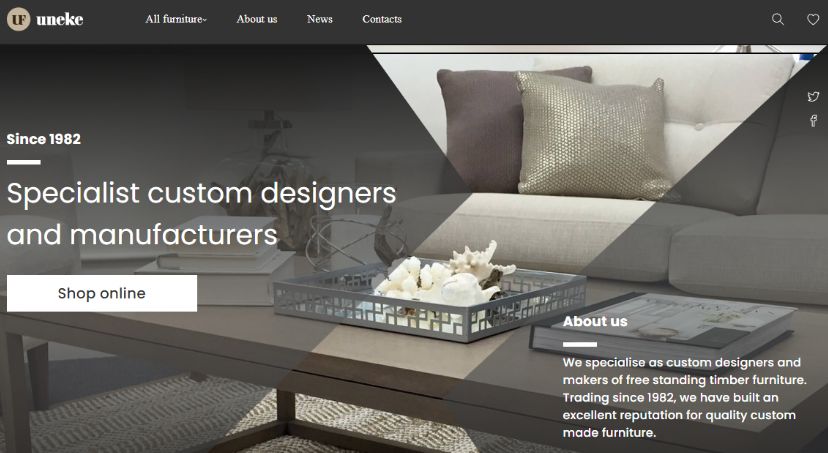 UF uneke
All furniture
About us
News
Contacts
Since 1982
Specialist custom designers
and manufacturers
Shop online
About us
We specialise as custom designers and
makers of free standing timber furniture.
Trading since 1982, we have built an
excellent reputation for quality custom
made furniture.